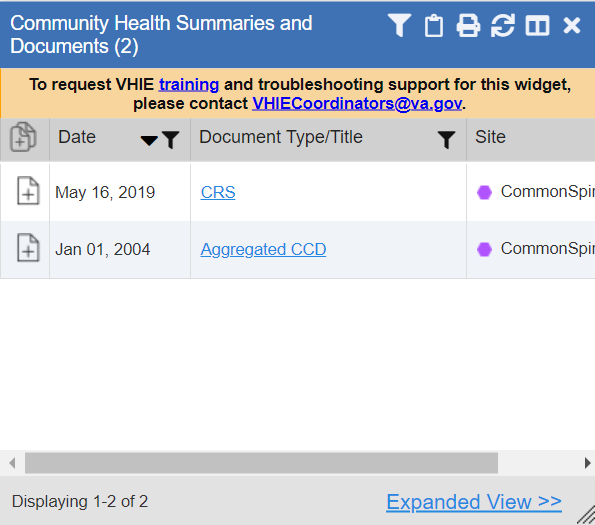 Community Health Summaries and
Documents (2)
To request VHIE training and troubleshooting support for this widget,
please contact VHIECoordinators@va.gov.
Date Document Type/Title Site
May 16, 2019 CRS CommonSpir
Jan 01, 2004 Aggregated CCD CommonSpir
Displaying 1-2 of 2 Expanded View >>